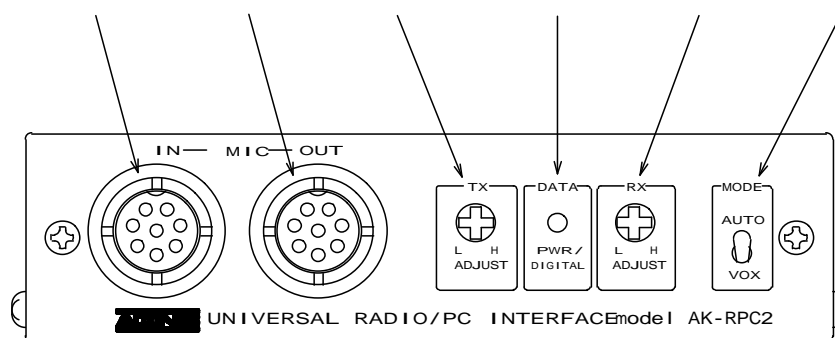 IN MIC OUT
TX DATA RX MODE
AUTO
L H PWR/ L H
ADJUST DIGITAL ADJUST
VOX
UNIVERSAL RADIO/PC INTERFACEmodel AK-RPC2